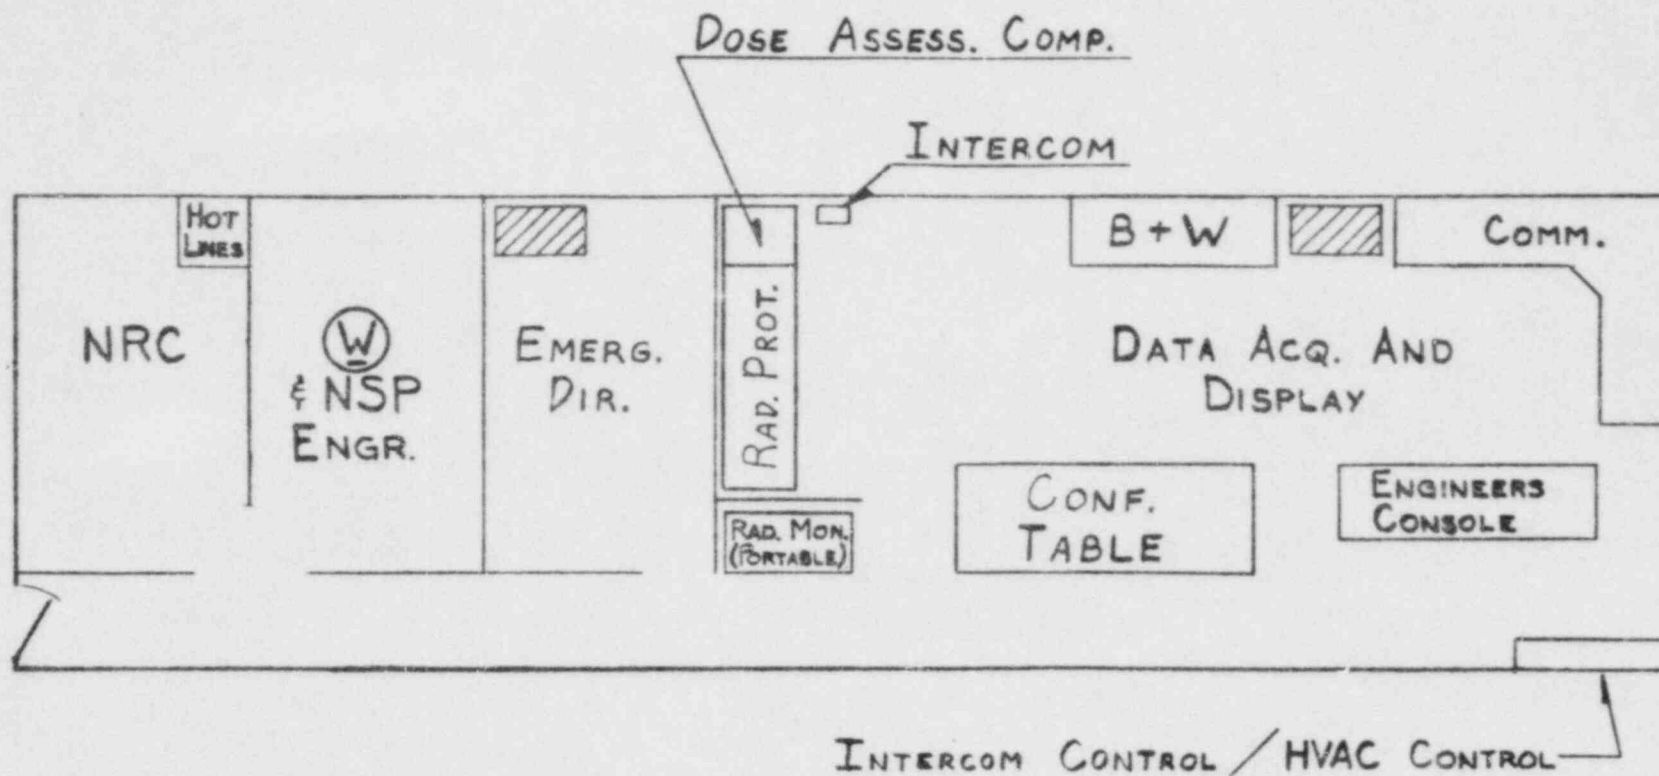 DOSE ASSESS. COMP.
INTERCOM
HOT
LINES
B + W
COMM.
NRC
W
& NSP
ENGR.
EMERG.
DIR.
RAD. PROT.
DATA ACQ. AND
DISPLAY
RAD. MON.
(PORTABLE)
CONF.
TABLE
ENGINEERS
CONSOLE
INTERCOM CONTROL / HVAC CONTROL